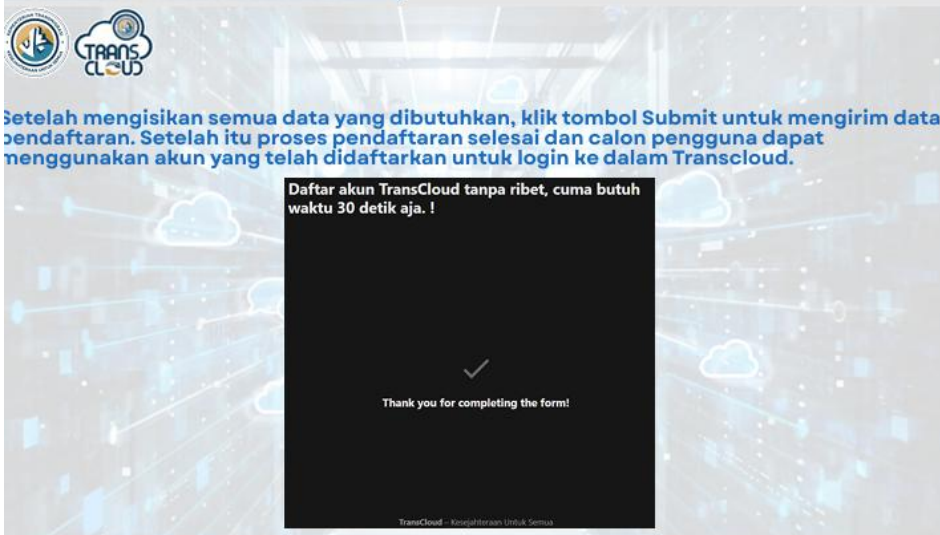 TRANS
CLOUD
Setelah mengisikan semua data yang dibutuhkan, klik tombol Submit untuk mengirim data
pendaftaran. Setelah itu proses pendaftaran selesai dan calon pengguna dapat
menggunakan akun yang telah didaftarkan untuk login ke dalam Transcloud.
Daftar akun TransCloud tanpa ribet, cuma butuh
waktu 30 detik aja. !
Thank you for completing the form!
TransCloud – Kesejahteraan Untuk Semua